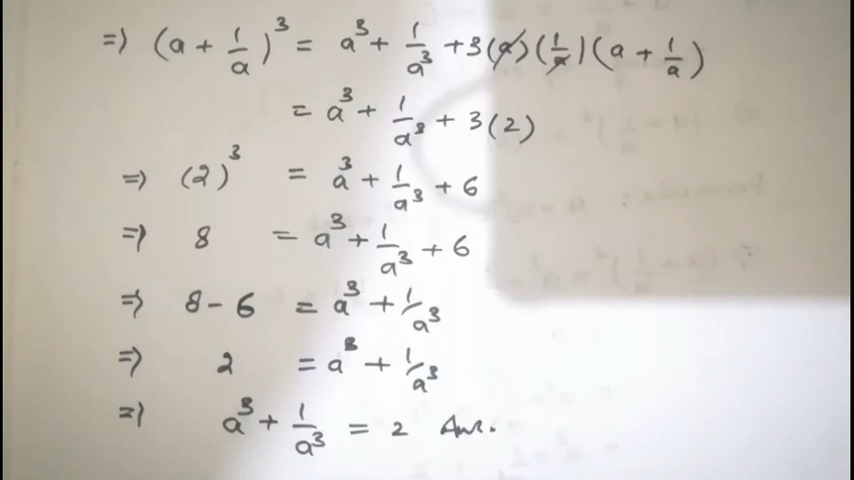 ⇒ (a + 1/a)³ = a³ + 1/a³ + 3(a)(1/a)(a + 1/a)
= a³ + 1/a³ + 3(2)
⇒ (2)³ = a³ + 1/a³ + 6
⇒ 8 = a³ + 1/a³ + 6
⇒ 8 - 6 = a³ + 1/a³
⇒ 2 = a³ + 1/a³
⇒ a³ + 1/a³ = 2 Ans.